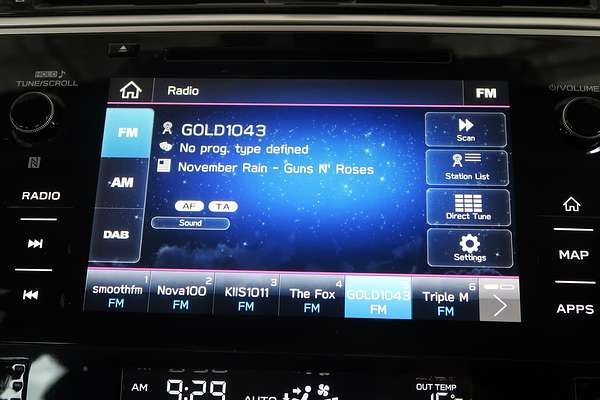 HOLD
TUNE/SCROLL
Radio
FM
/VOLUME
FM
AM
DAB
GOLD1043
No prog. type defined
November Rain - Guns N' Roses
AF TA
Sound
Scan
Station List
Direct Tune
Settings
RADIO
MAP
APPS
1 smoothfm FM
2 Nova100 FM
3 KIIS1011 FM
4 The Fox FM
5 GOLD1043 FM
6 Triple M FM
AM 9:29
AUTO
OUT TEMP